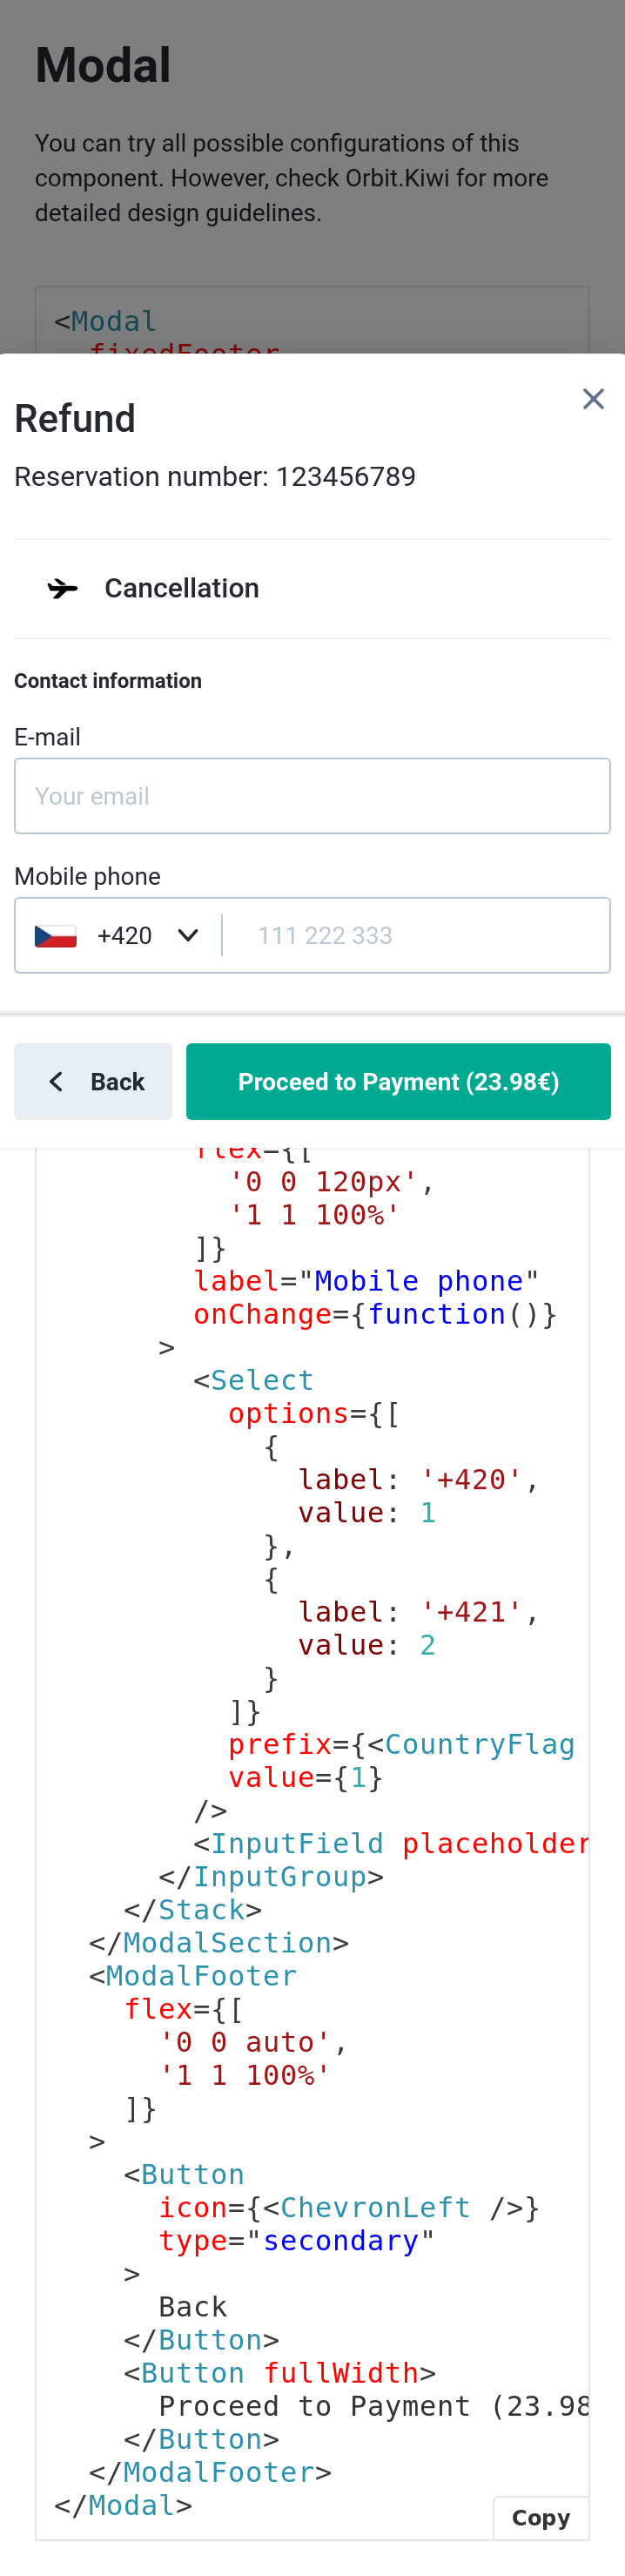 Modal
You can try all possible configurations of this
component. However, check Orbit.Kiwi for more
detailed design guidelines.
<Modal
fixedFooter
Refund
Reservation number: 123456789
Cancellation
Contact information
E-mail
Your email
Mobile phone
+420 111 222 333
Back Proceed to Payment (23.98€)
flex={[
'0 0 120px',
'1 1 100%'
]}
label="Mobile phone"
onChange={function()}
>
<Select
options={[
{
label: '+420',
value: 1
},
{
label: '+421',
value: 2
}
]}
prefix={<CountryFlag
value={1}
/>
<InputField placeholder
</InputGroup>
</Stack>
</ModalSection>
<ModalFooter
flex={[
'0 0 auto',
'1 1 100%'
]}
>
<Button
icon={<ChevronLeft />}
type="secondary"
>
Back
</Button>
<Button fullWidth>
Proceed to Payment (23.98
</Button>
</ModalFooter>
</Modal>
Copy